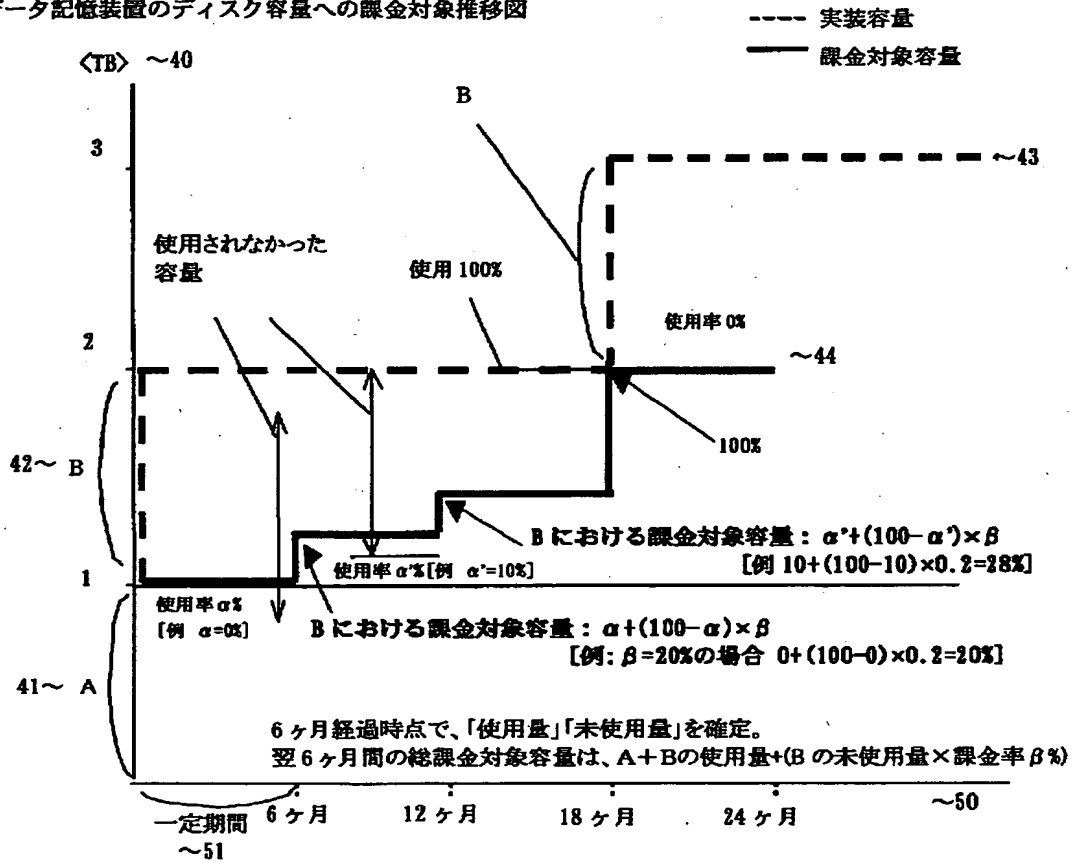 データ記憶装置のディスク容量への課金対象推移図
実装容量
課金対象容量
〈TB〉 ～40
B
3
～43
使用されなかった
容量
使用 100%
使用率 0%
2
～44
100%
42～ B
B における課金対象容量：α'+(100-α')×β
[例 10+(100-10)×0.2=28%]
使用率 α'%[例 α'=10%]
1
使用率 α%
[例 α=0%]
B における課金対象容量：α+(100-α)×β
[例: β=20%の場合 0+(100-0)×0.2=20%]
41～ A
6 ヶ月経過時点で、「使用量」「未使用量」を確定。
翌 6 ヶ月間の総課金対象容量は、A＋Bの使用量+(B の未使用量×課金率β%)
6 ヶ月 12 ヶ月 18 ヶ月 24 ヶ月
～50
一定期間
～51